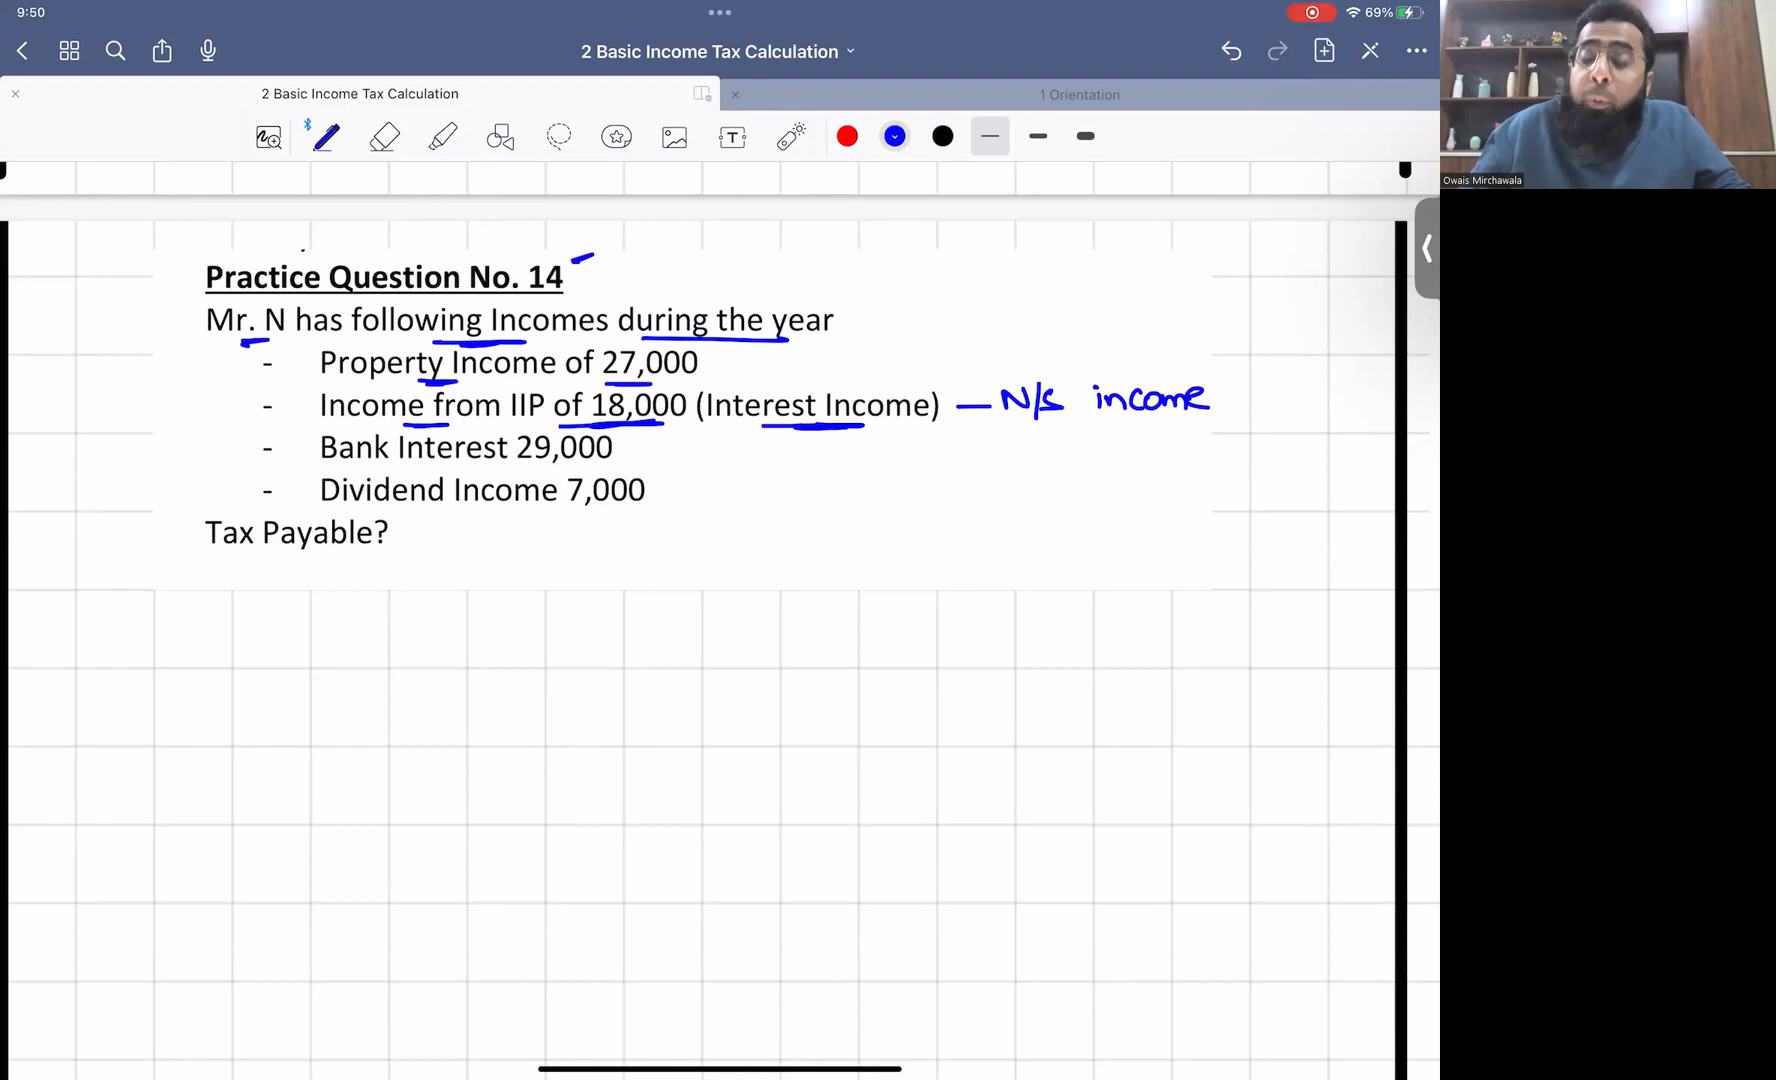 9:50
69%
2 Basic Income Tax Calculation
2 Basic Income Tax Calculation
1 Orientation
Owais Mirchawala
Practice Question No. 14
Mr. N has following Incomes during the year
- Property Income of 27,000
- Income from IIP of 18,000 (Interest Income) — N/S income
- Bank Interest 29,000
- Dividend Income 7,000
Tax Payable?